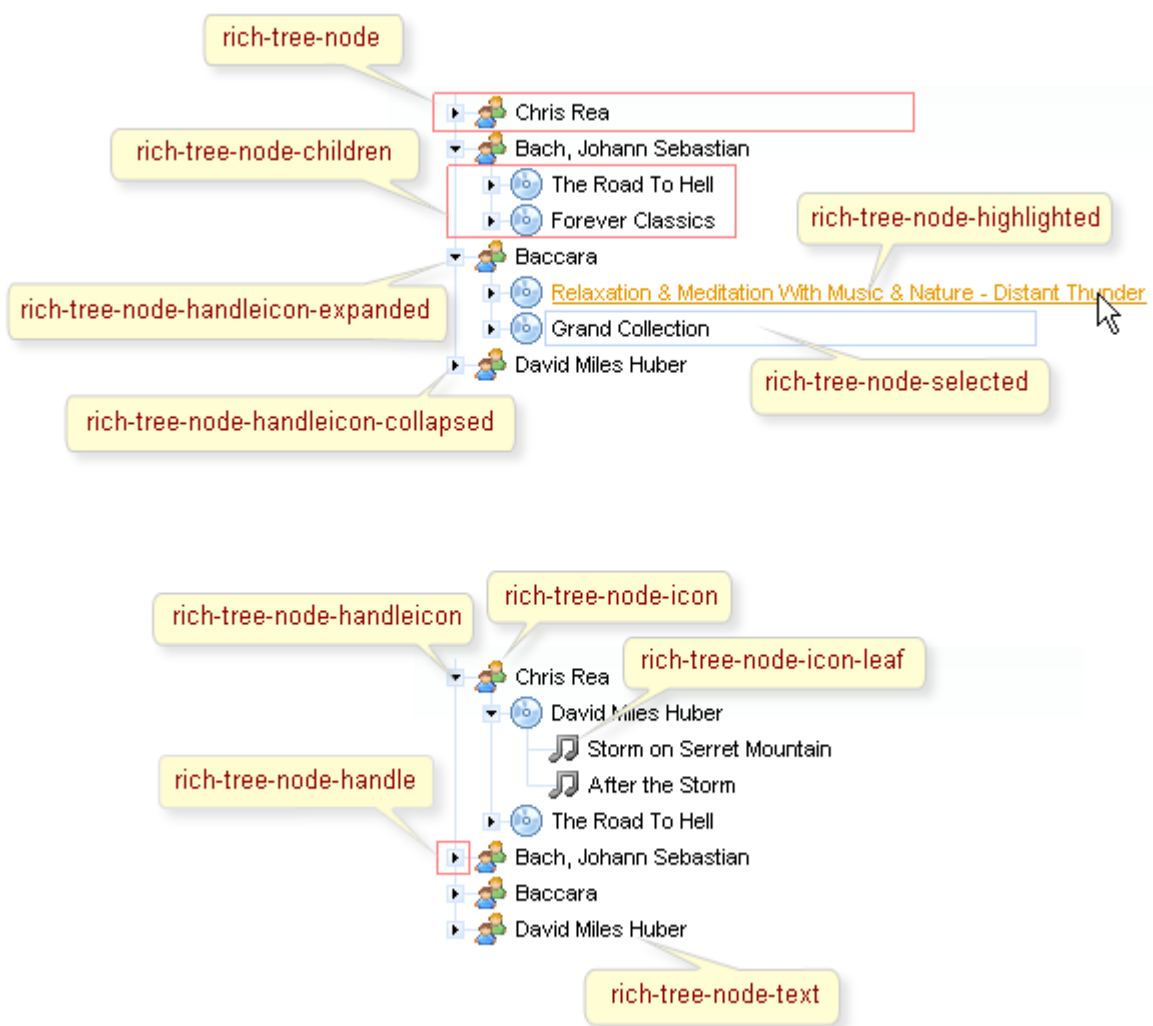 rich-tree-node
Chris Rea
rich-tree-node-children
Bach, Johann Sebastian
The Road To Hell
Forever Classics
rich-tree-node-highlighted
Baccara
rich-tree-node-handleicon-expanded
Relaxation & Meditation With Music & Nature - Distant Thunder
Grand Collection
David Miles Huber
rich-tree-node-selected
rich-tree-node-handleicon-collapsed
rich-tree-node-handleicon
rich-tree-node-icon
rich-tree-node-icon-leaf
Chris Rea
David Miles Huber
Storm on Serret Mountain
rich-tree-node-handle
After the Storm
The Road To Hell
Bach, Johann Sebastian
Baccara
David Miles Huber
rich-tree-node-text